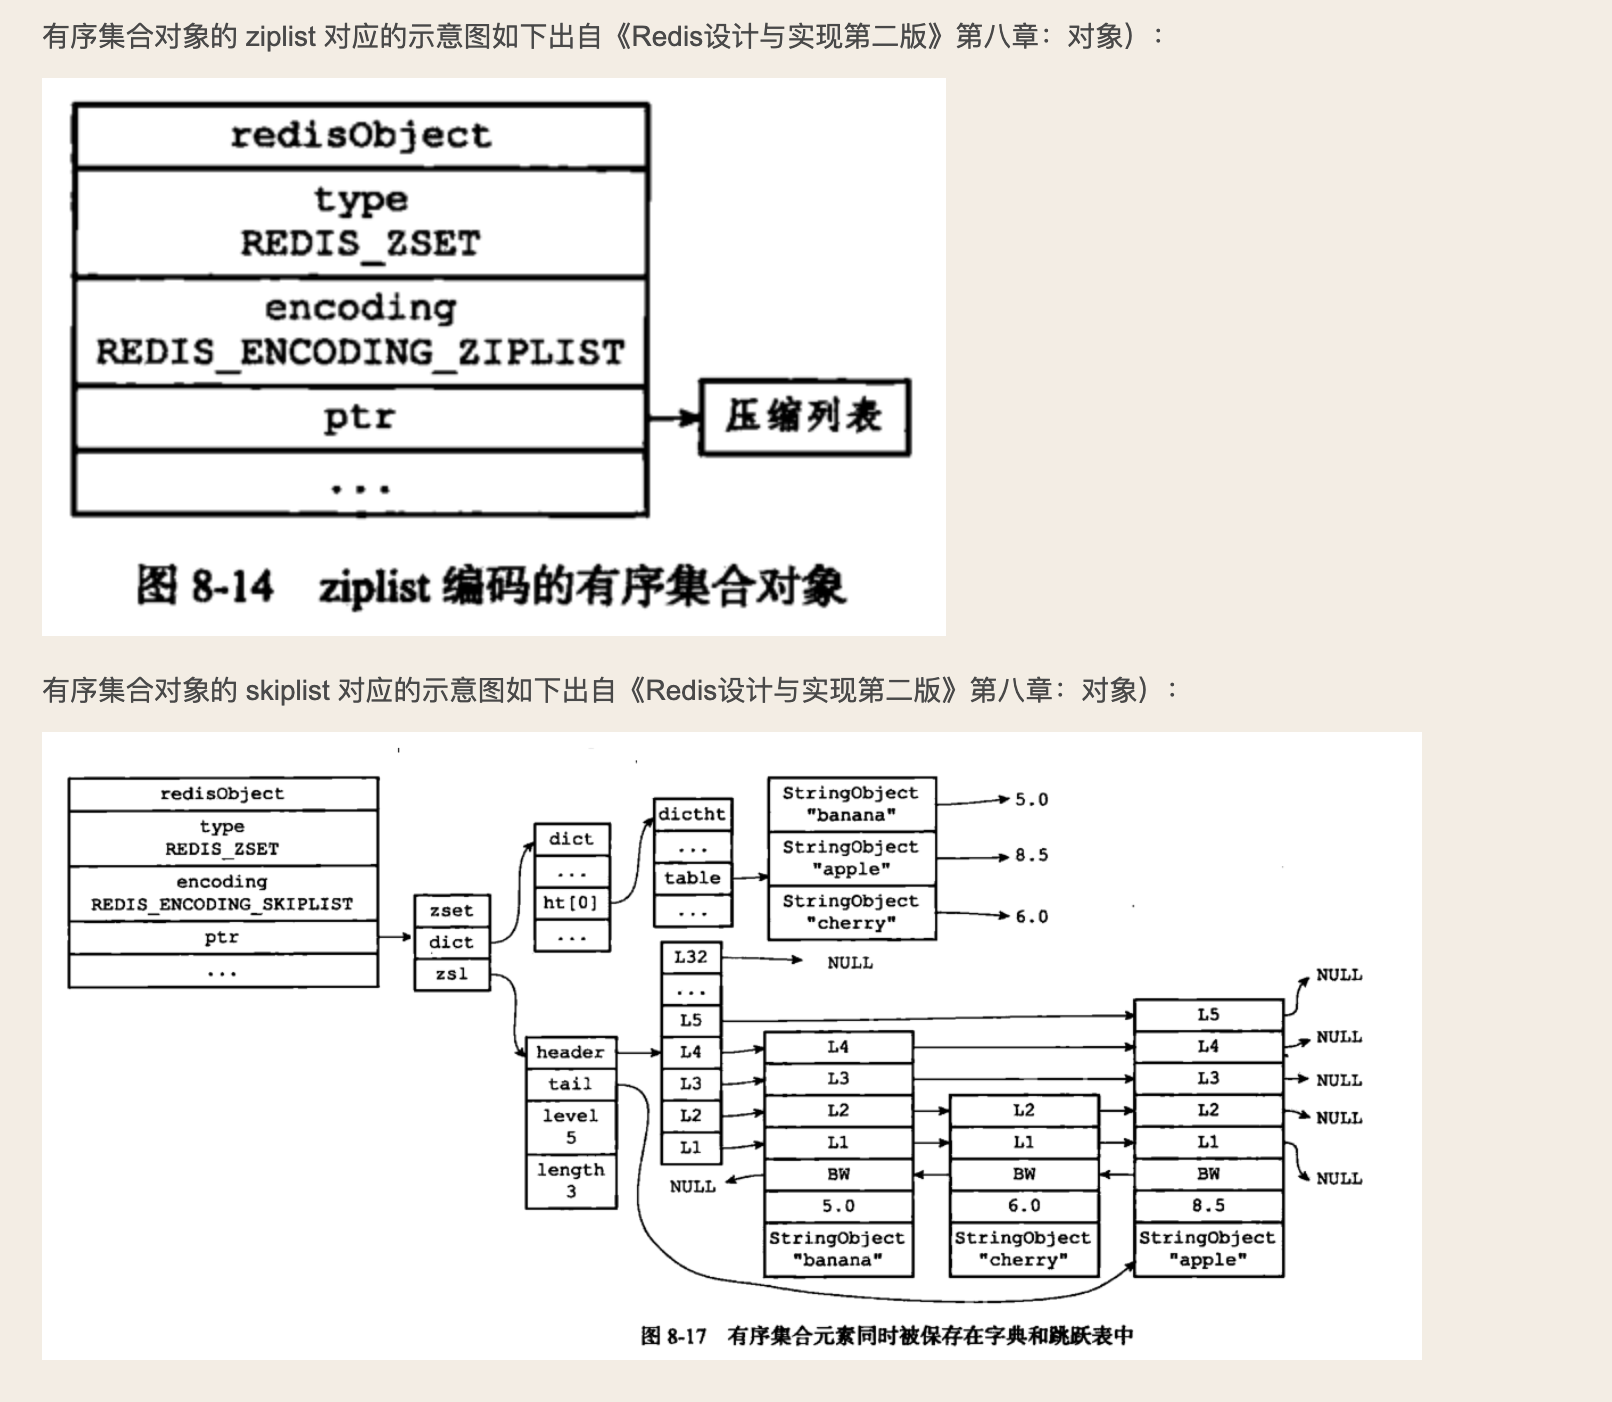 有序集合对象的 ziplist 对应的示意图如下出自《Redis设计与实现第二版》第八章：对象）：
redisObject
type
REDIS_ZSET
encoding
REDIS_ENCODING_ZIPLIST
ptr
压缩列表
...
图 8-14 ziplist 编码的有序集合对象
有序集合对象的 skiplist 对应的示意图如下出自《Redis设计与实现第二版》第八章：对象）：
redisObject
type
REDIS_ZSET
encoding
REDIS_ENCODING_SKIPLIST
ptr
...
zset
dict
zsl
dict
...
ht[0]
...
dictht
...
table
...
StringObject
"banana"
5.0
StringObject
"apple"
8.5
StringObject
"cherry"
6.0
header
tail
level
5
length
3
L32
NULL
...
L5
L4
L3
L2
L1
NULL
L4
L3
L2
L1
BW
5.0
StringObject
"banana"
L2
L1
BW
6.0
StringObject
"cherry"
L5
L4
L3
L2
L1
BW
8.5
StringObject
"apple"
NULL
NULL
NULL
NULL
NULL
图 8-17 有序集合元素同时被保存在字典和跳跃表中